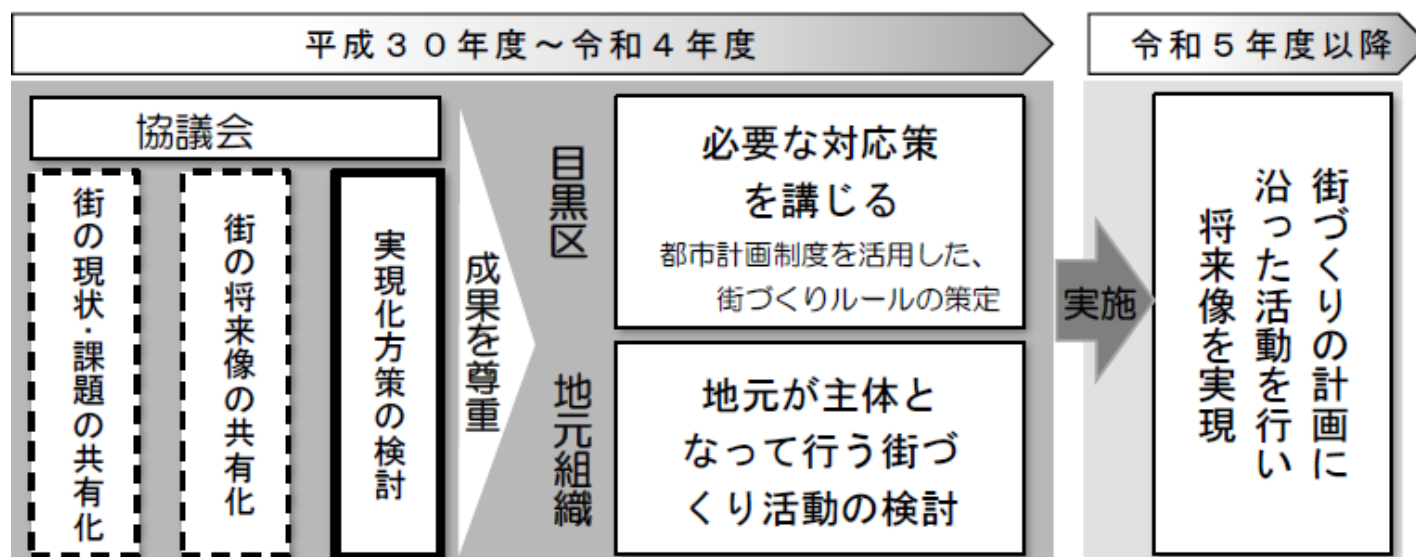 平成３０年度～令和４年度
令和５年度以降
協議会
街の現状・課題の共有化
街の将来像の共有化
実現化方策の検討
成果を尊重
目黒区
必要な対応策
を講じる
都市計画制度を活用した、
街づくりルールの策定
地元組織
地元が主体と
なって行う街づ
くり活動の検討
実施
街づくりの計画に
沿った活動を行い
将来像を実現